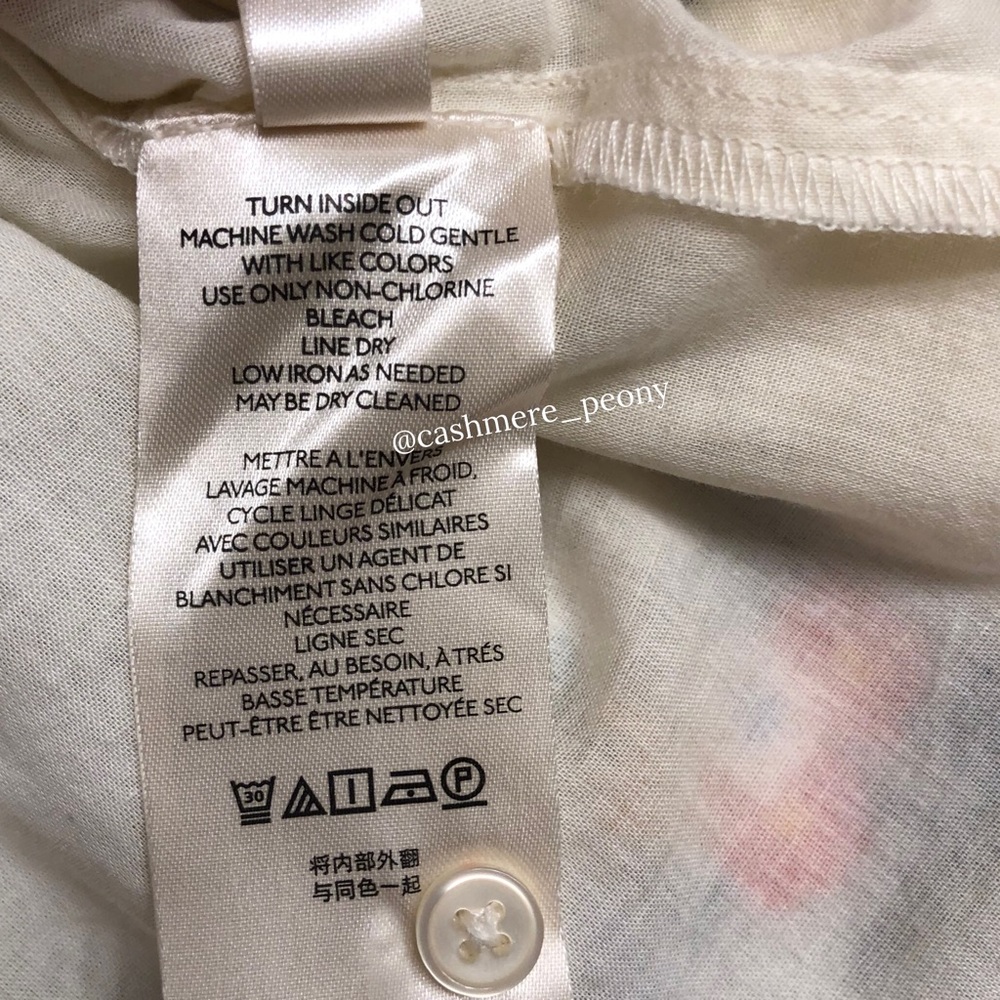 TURN INSIDE OUT
MACHINE WASH COLD GENTLE
WITH LIKE COLORS
USE ONLY NON-CHLORINE
BLEACH
LINE DRY
LOW IRON AS NEEDED
MAY BE DRY CLEANED
@cashmere_peony
METTRE A L'ENVERS
LAVAGE MACHINE À FROID,
CYCLE LINGE DÉLICAT
AVEC COULEURS SIMILAIRES
UTILISER UN AGENT DE
BLANCHIMENT SANS CHLORE SI
NÉCESSAIRE
LIGNE SEC
REPASSER, AU BESOIN, À TRÉS
BASSE TEMPÉRATURE
PEUT-ÊTRE ÊTRE NETTOYÉE SEC
30 P
将内部外翻
与同色一起